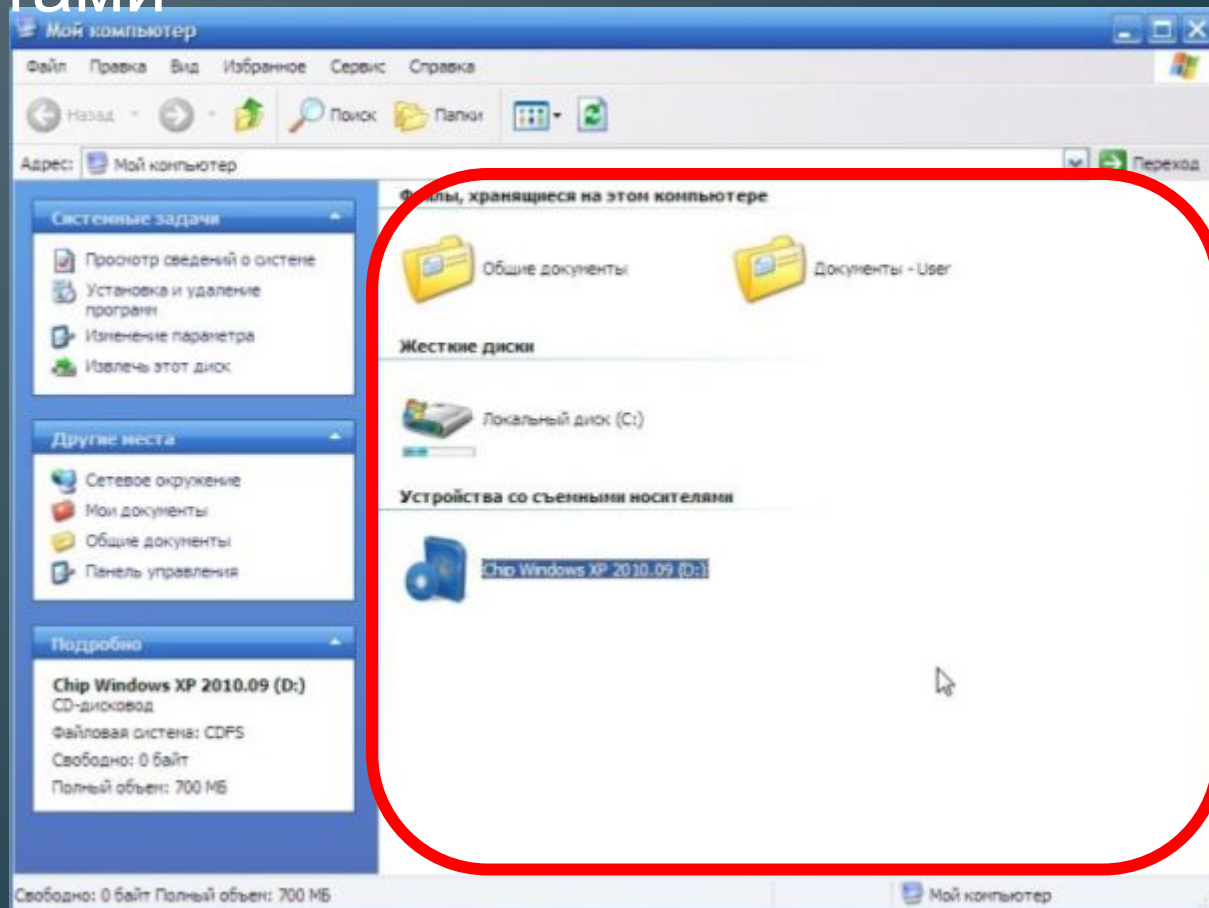 тами
Мой компьютер
Файл Правка Вид Избранное Сервис Справка
Назад Поиск Папки
Адрес: Мой компьютер Переход
Системные задачи
Просмотр сведений о системе
Установка и удаление
программ
Изменение параметра
Извлечь этот диск
Другие места
Сетевое окружение
Мои документы
Общие документы
Панель управления
Подробно
Chip Windows XP 2010.09 (D:)
CD-дисковод
Файловая система: CDFS
Свободно: 0 байт
Полный объем: 700 МБ
Файлы, хранящиеся на этом компьютере
Общие документы
Документы - User
Жесткие диски
Локальный диск (C:)
Устройства со съемными носителями
Chip Windows XP 2010.09 (D:)
Свободно: 0 байт Полный объем: 700 МБ
Мой компьютер